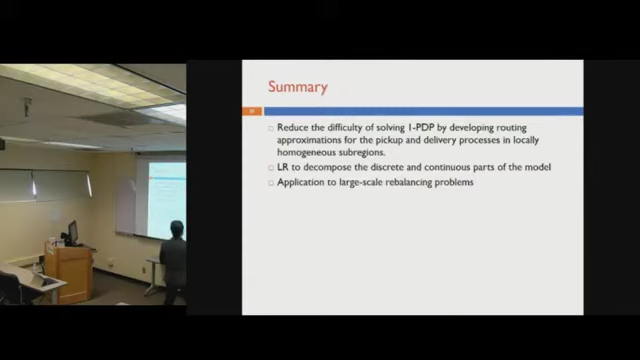 Summary
Reduce the difficulty of solving 1-PDP by developing routing
approximations for the pickup and delivery processes in locally
homogeneous subregions.
LR to decompose the discrete and continuous parts of the model
Application to large-scale rebalancing problems